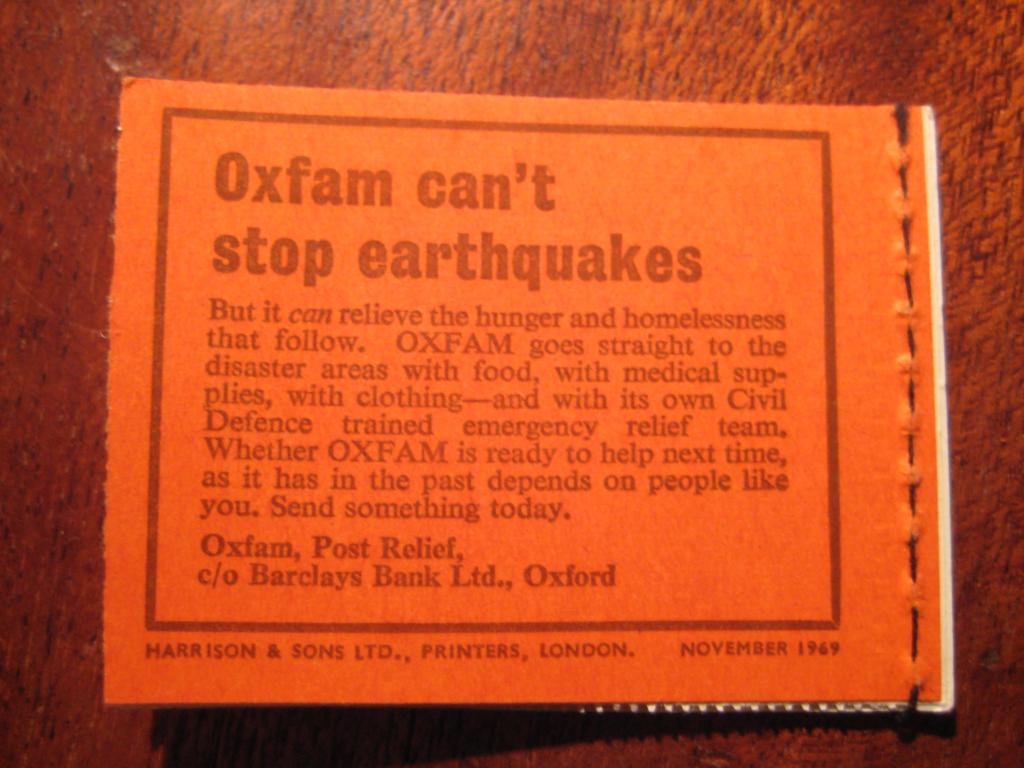 Oxfam can't
stop earthquakes
But it can relieve the hunger and homelessness
that follow. OXFAM goes straight to the
disaster areas with food, with medical sup-
plies, with clothing—and with its own Civil
Defence trained emergency relief team.
Whether OXFAM is ready to help next time,
as it has in the past depends on people like
you. Send something today.
Oxfam, Post Relief,
c/o Barclays Bank Ltd., Oxford
HARRISON & SONS LTD., PRINTERS, LONDON. NOVEMBER 1969